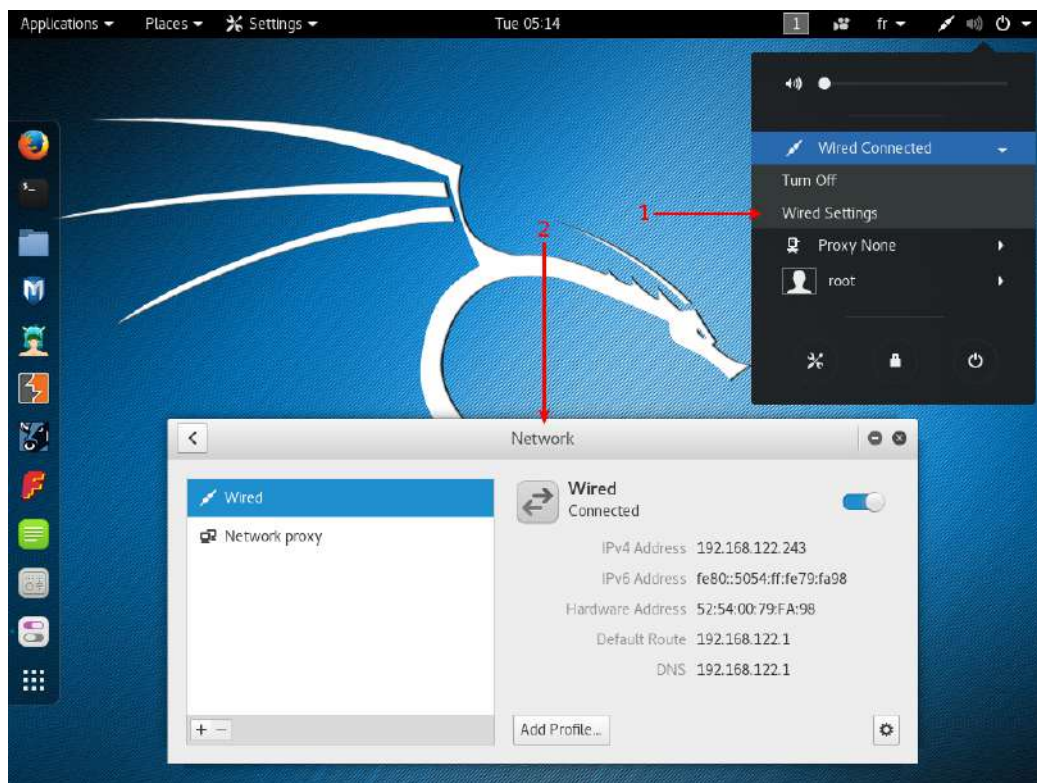 Applications Places Settings Tue 05:14 1 fr
Wired Connected
Turn Off
1 Wired Settings
2
Proxy None
root
Network
Wired
Network proxy
Wired
Connected
IPv4 Address 192.168.122.243
IPv6 Address fe80::5054:ff:fe79:fa98
Hardware Address 52:54:00:79:FA:98
Default Route 192.168.122.1
DNS 192.168.122.1
+ −
Add Profile...